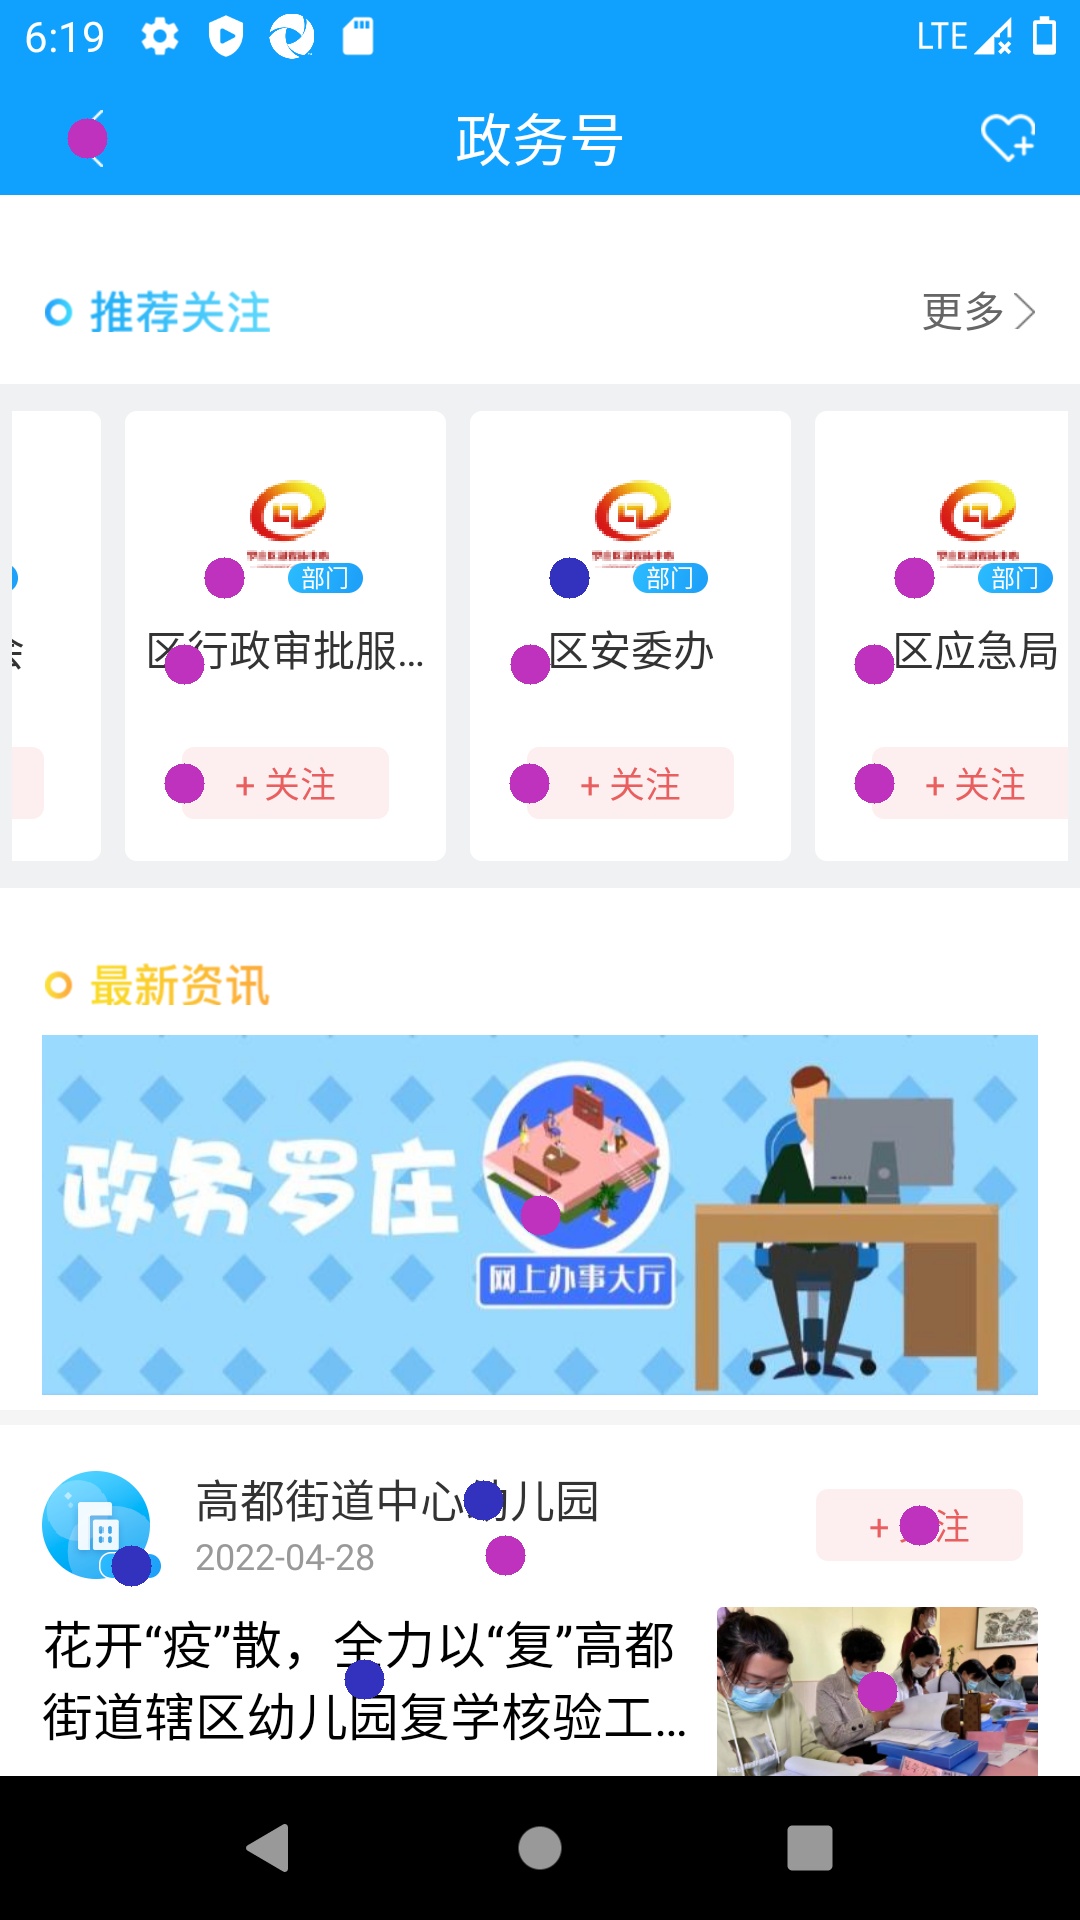 6:19
LTE
政务号
推荐关注
更多
部门
部门
部门
区行政审批服...
区安委办
区应急局
+ 关注
+ 关注
+ 关注
最新资讯
政务罗庄
网上办事大厅
高都街道中心幼儿园
+ 关注
2022-04-28
花开“疫”散，全力以“复”高都
街道辖区幼儿园复学核验工...